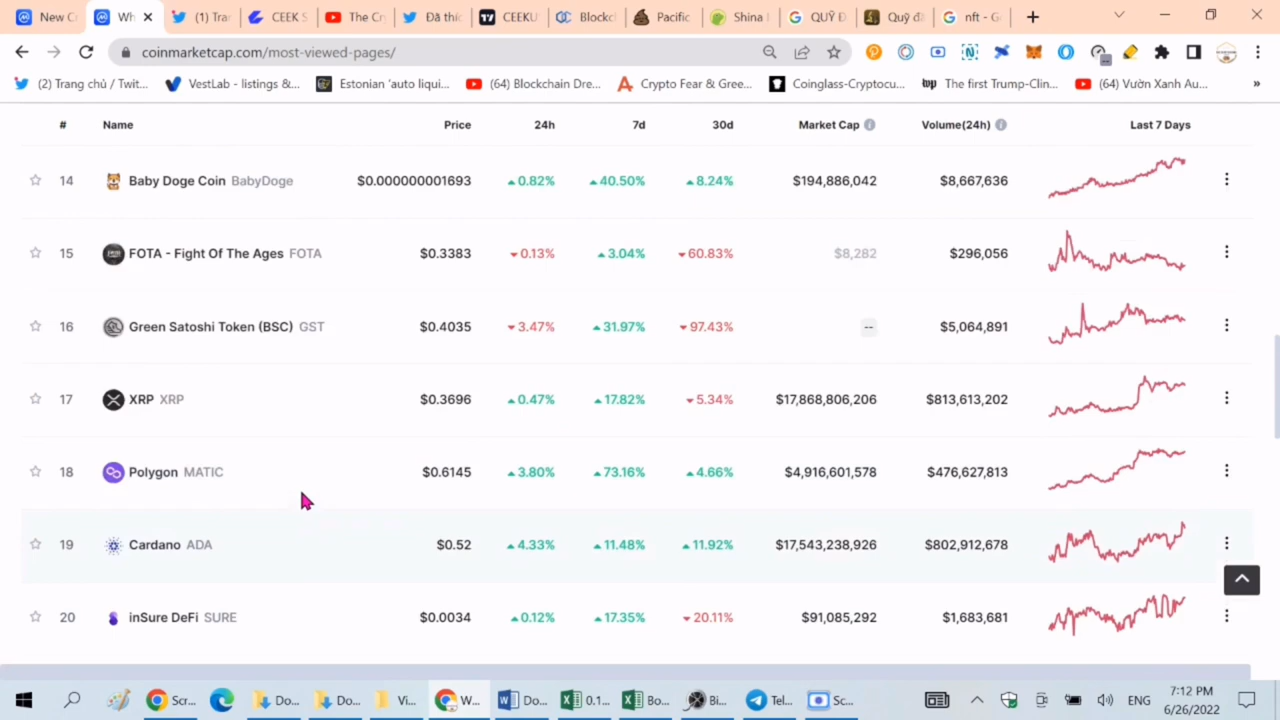 New C
Wh
(1) Trar
CEEK S
The Cr
Đã thíc
CEEKU
Blockc
Pacific
Shina I
QUỸ Đ
Quỹ đầ
nft - Go
coinmarketcap.com/most-viewed-pages/
(2) Trang chủ / Twit...
VestLab - listings &...
Estonian 'auto liqui...
(64) Blockchain Dre...
Crypto Fear & Gree...
Coinglass-Cryptocu...
The first Trump-Clin...
(64) Vườn Xanh Au...
»
# Name Price 24h 7d 30d Market Cap Volume(24h) Last 7 Days
14 Baby Doge Coin BabyDoge $0.000000001693 0.82% 40.50% 8.24% $194,886,042 $8,667,636
15 FOTA - Fight Of The Ages FOTA $0.3383 0.13% 3.04% 60.83% $8,282 $296,056
16 Green Satoshi Token (BSC) GST $0.4035 3.47% 31.97% 97.43% -- $5,064,891
17 XRP XRP $0.3696 0.47% 17.82% 5.34% $17,868,806,206 $813,613,202
18 Polygon MATIC $0.6145 3.80% 73.16% 4.66% $4,916,601,578 $476,627,813
19 Cardano ADA $0.52 4.33% 11.48% 11.92% $17,543,238,926 $802,912,678
20 inSure DeFi SURE $0.0034 0.12% 17.35% 20.11% $91,085,292 $1,683,681
Scr...
Do...
Do...
Vi...
W...
Do...
0.1...
Bo...
Bi...
Tel...
Sc...
ENG
7:12 PM
6/26/2022